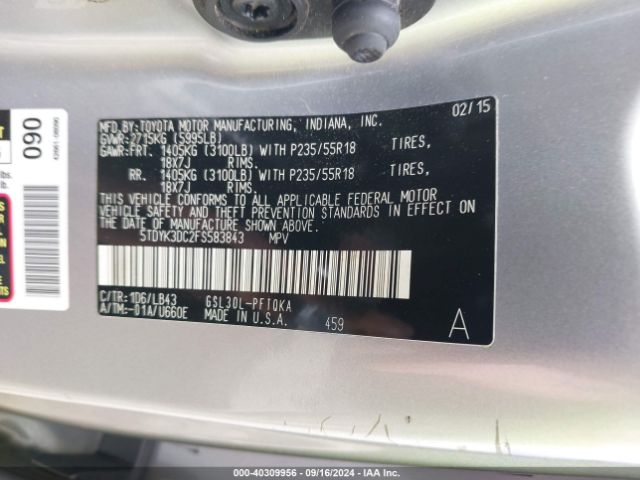 MFD.BY:TOYOTA MOTOR MANUFACTURING, INDIANA, INC. 02/15
GVWR:2715KG (5985LB)
GAWR:FRT. 1405KG (3100LB) WITH P235/55R18 TIRES,
18X7J RIMS.
RR. 1405KG (3100LB) WITH P235/55R18 TIRES,
18X7J RIMS.
THIS VEHICLE CONFORMS TO ALL APPLICABLE FEDERAL MOTOR
VEHICLE SAFETY AND THEFT PREVENTION STANDARDS IN EFFECT ON
THE DATE OF MANUFACTURE SHOWN ABOVE.
5TDYK3DC2FS583843 MPV
C/TR: 1D6/LB43 GSL30L-PFTQKA
A/TM:-01A/U660E MADE IN U.S.A. 459 A
090
000-40309956 - 09/16/2024 - IAA Inc.